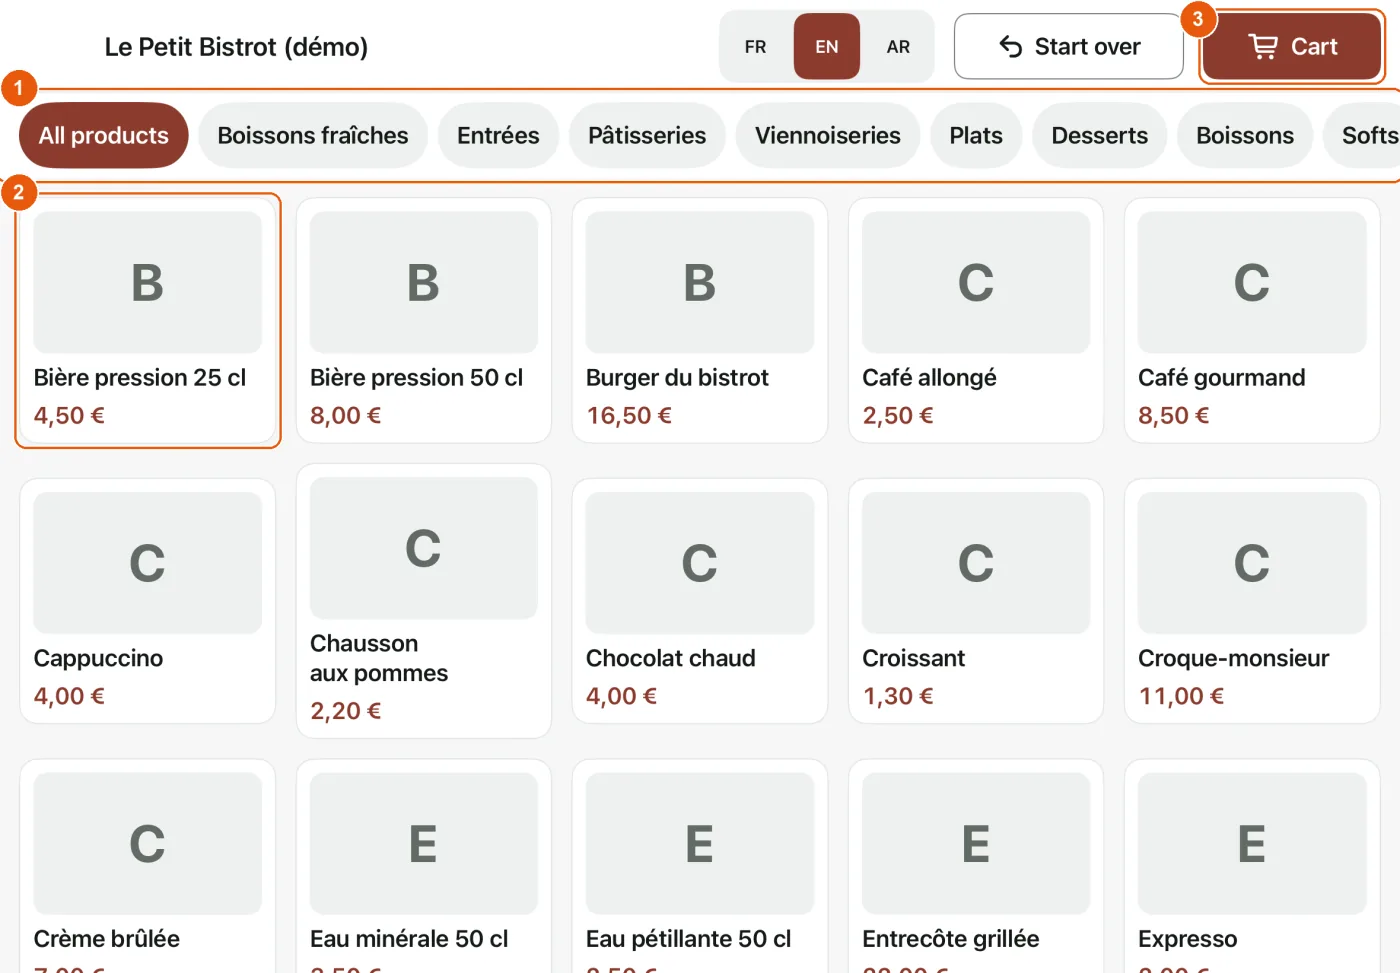 Le Petit Bistrot (démo)
FR
EN
AR
Start over
3
Cart
1
All products
Boissons fraîches
Entrées
Pâtisseries
Viennoiseries
Plats
Desserts
Boissons
Softs
2
B
B
B
C
C
Bière pression 25 cl
Bière pression 50 cl
Burger du bistrot
Café allongé
Café gourmand
4,50 €
8,00 €
16,50 €
2,50 €
8,50 €
C
C
C
C
C
Cappuccino
Chausson
aux pommes
Chocolat chaud
Croissant
Croque-monsieur
4,00 €
2,20 €
4,00 €
1,30 €
11,00 €
C
E
E
E
E
Crème brûlée
Eau minérale 50 cl
Eau pétillante 50 cl
Entrecôte grillée
Expresso